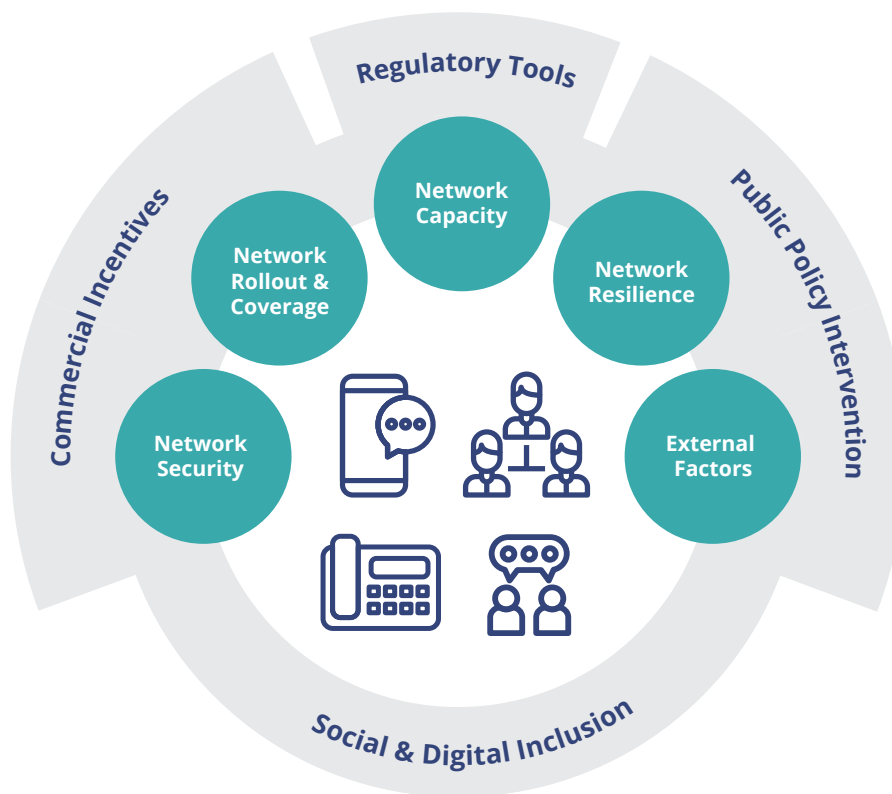 Regulatory Tools
Commercial Incentives
Public Policy Intervention
Network
Capacity
Network
Rollout &
Coverage
Network
Resilience
Network
Security
External
Factors
Social & Digital Inclusion